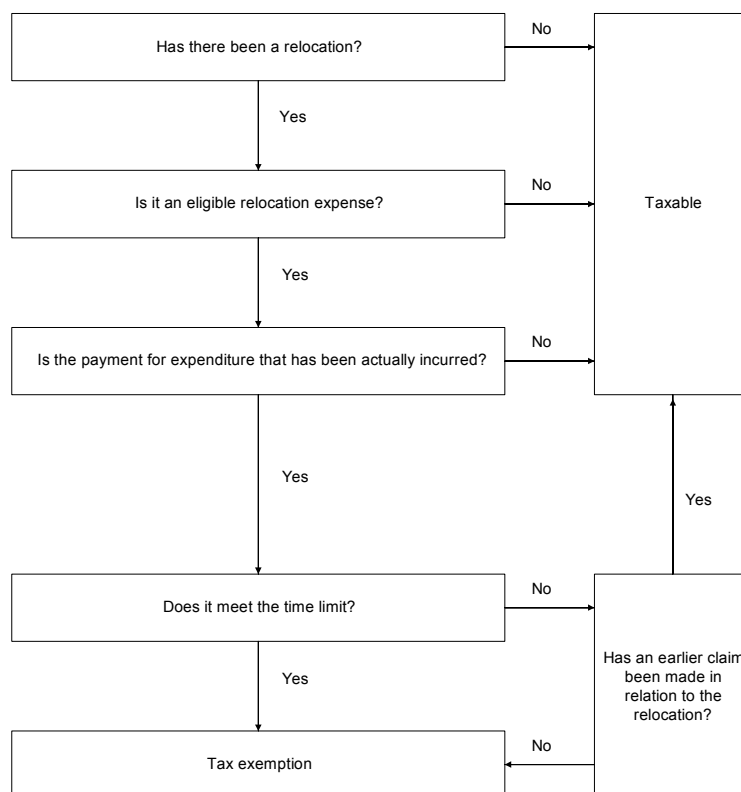 Has there been a relocation?
No
Yes
Is it an eligible relocation expense?
No
Taxable
Yes
Is the payment for expenditure that has been actually incurred?
No
Yes
Yes
Does it meet the time limit?
No
Has an earlier claim
been made in
relation to the
relocation?
Yes
Tax exemption
No